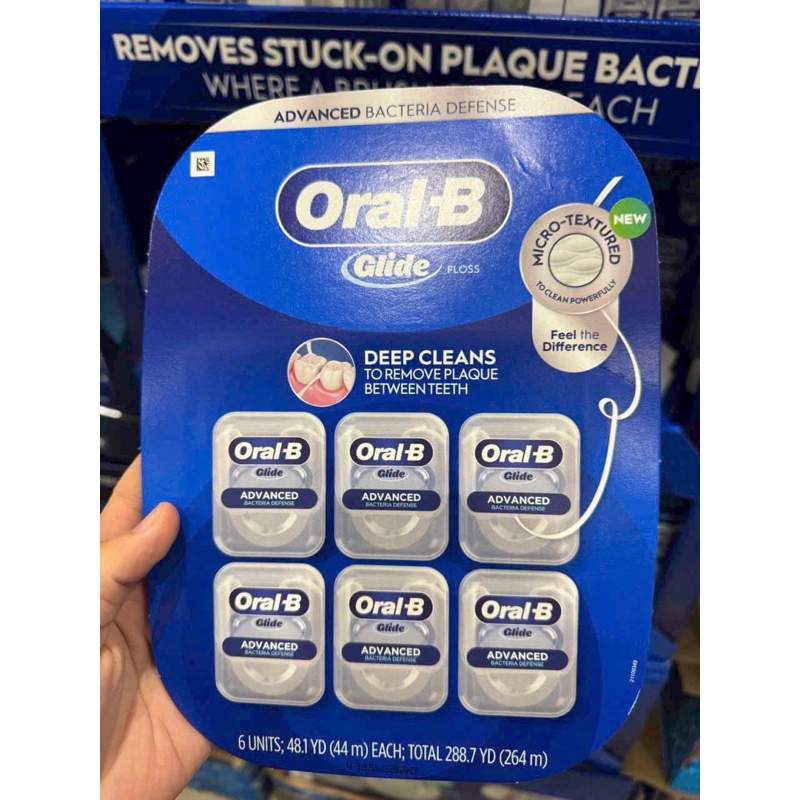 REMOVES STUCK-ON PLAQUE
WHERE A
EACH
ADVANCED BACTERIA DEFENSE
Oral-B
Glide FLOSS
NEW
MICRO-TEXTURED
TO CLEAN POWERFULLY
Feel the
Difference
DEEP CLEANS
TO REMOVE PLAQUE
BETWEEN TEETH
Oral-B
Glide
ADVANCED
BACTERIA DEFENSE
Oral-B
Glide
ADVANCED
BACTERIA DEFENSE
Oral-B
Glide
ADVANCED
BACTERIA DEFENSE
Oral-B
Glide
ADVANCED
BACTERIA DEFENSE
Oral-B
Glide
ADVANCED
BACTERIA DEFENSE
Oral-B
Glide
ADVANCED
BACTERIA DEFENSE
6 UNITS; 48.1 YD (44 m) EACH; TOTAL 288.7 YD (264 m)